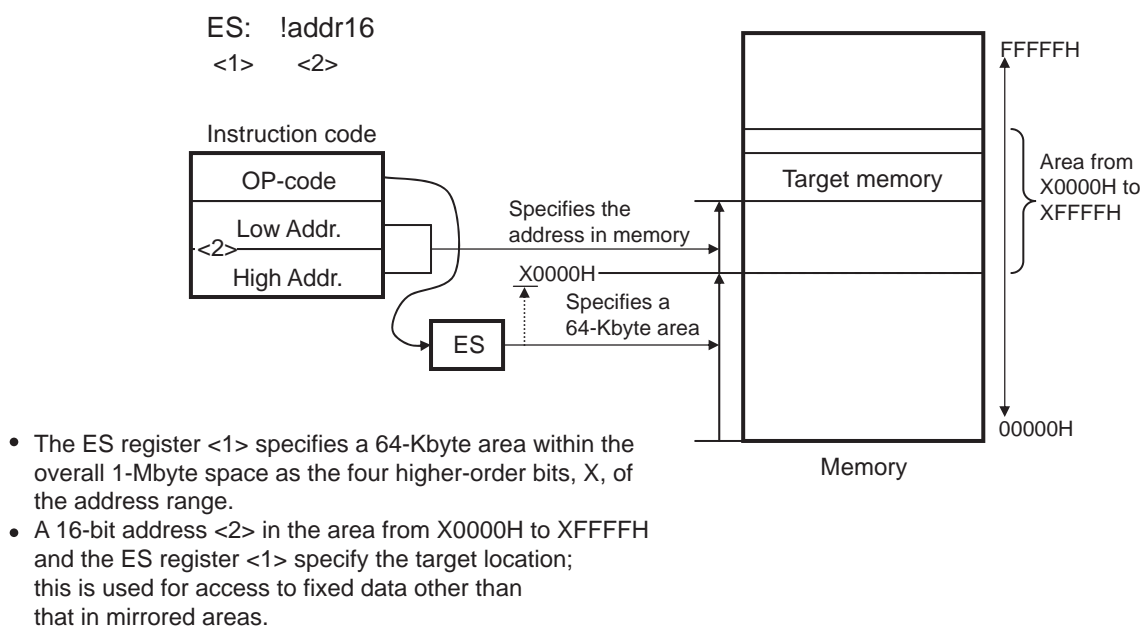 ES: !addr16
<1> <2>
Instruction code
OP-code
Low Addr.
<2>
High Addr.
ES
Specifies the
address in memory
X0000H
Specifies a
64-Kbyte area
Target memory
FFFFFH
Area from
X0000H to
XFFFFH
00000H
Memory
• The ES register <1> specifies a 64-Kbyte area within the
overall 1-Mbyte space as the four higher-order bits, X, of
the address range.
• A 16-bit address <2> in the area from X0000H to XFFFFH
and the ES register <1> specify the target location;
this is used for access to fixed data other than
that in mirrored areas.